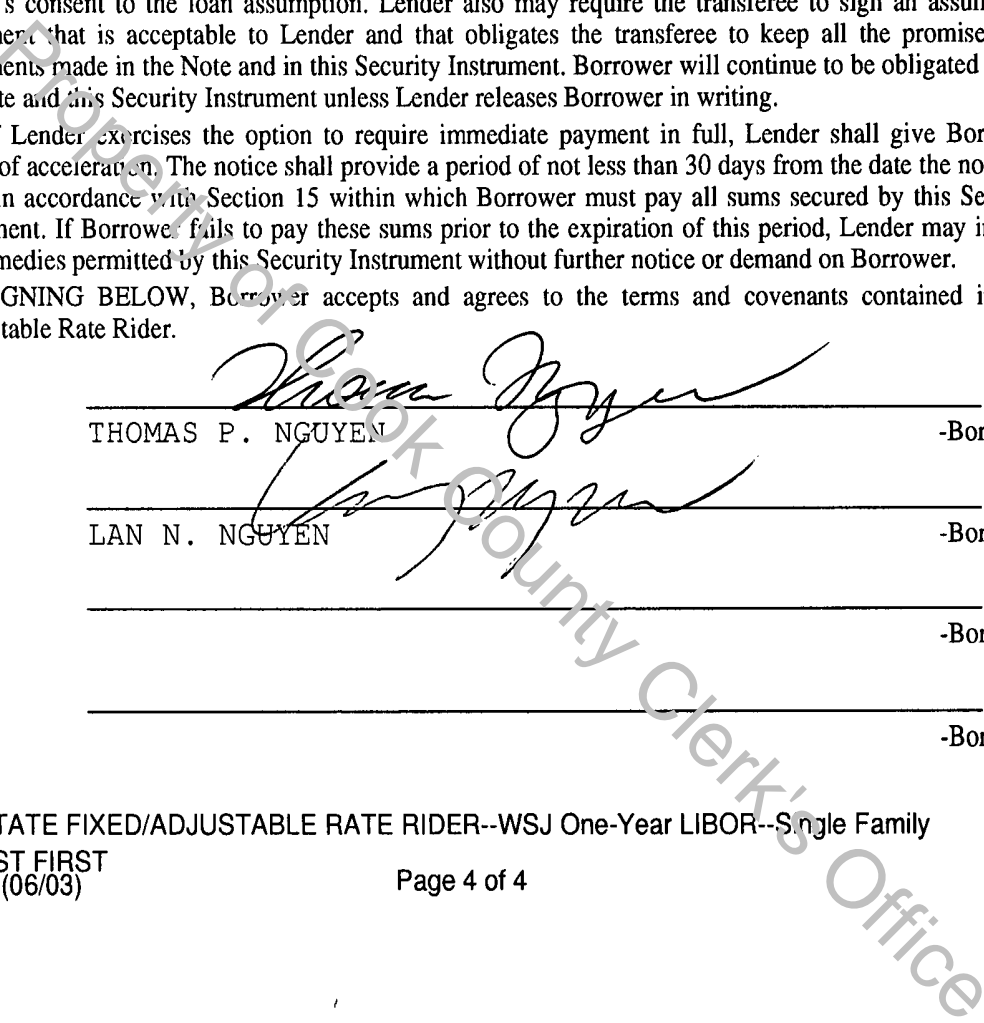 's consent to the loan assumption. Lender also may require the transferee to sign an assu
ent that is acceptable to Lender and that obligates the transferee to keep all the promise
ents made in the Note and in this Security Instrument. Borrower will continue to be obligated
te and this Security Instrument unless Lender releases Borrower in writing.
Lender exercises the option to require immediate payment in full, Lender shall give Bor
of acceleration. The notice shall provide a period of not less than 30 days from the date the no
n accordance with Section 15 within which Borrower must pay all sums secured by this Se
ent. If Borrower fails to pay these sums prior to the expiration of this period, Lender may i
medies permitted by this Security Instrument without further notice or demand on Borrower.
GNING BELOW, Borrower accepts and agrees to the terms and covenants contained i
table Rate Rider.
Thomas Nguyen
THOMAS P. NGUYEN -Bor
Lan Nguyen
LAN N. NGUYEN -Bor
-Bor
-Bor
TATE FIXED/ADJUSTABLE RATE RIDER--WSJ One-Year LIBOR--Single Family
ST FIRST
(06/03) Page 4 of 4
Property of Cook County Clerk's Office